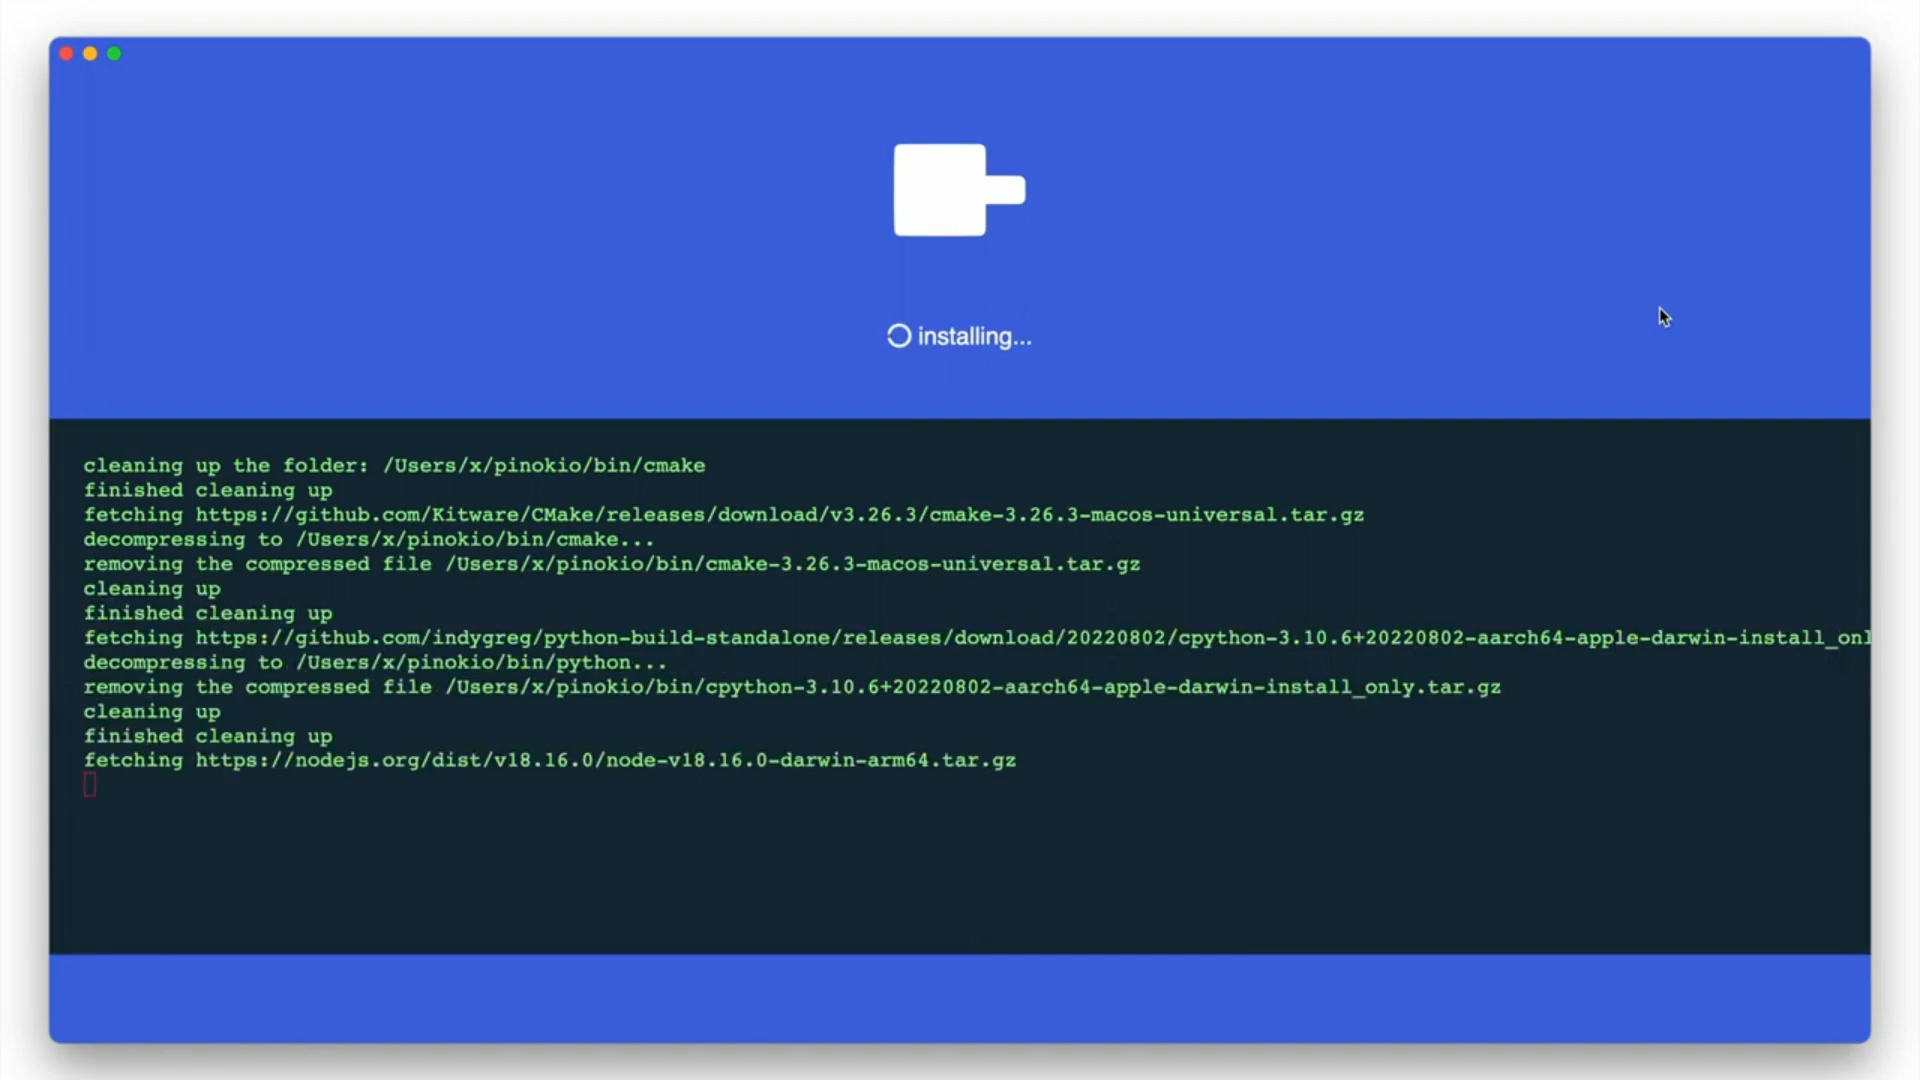 installing...
cleaning up the folder: /Users/x/pinokio/bin/cmake
finished cleaning up
fetching https://github.com/Kitware/CMake/releases/download/v3.26.3/cmake-3.26.3-macos-universal.tar.gz
decompressing to /Users/x/pinokio/bin/cmake...
removing the compressed file /Users/x/pinokio/bin/cmake-3.26.3-macos-universal.tar.gz
cleaning up
finished cleaning up
fetching https://github.com/indygreg/python-build-standalone/releases/download/20220802/cpython-3.10.6+20220802-aarch64-apple-darwin-install_onl
decompressing to /Users/x/pinokio/bin/python...
removing the compressed file /Users/x/pinokio/bin/cpython-3.10.6+20220802-aarch64-apple-darwin-install_only.tar.gz
cleaning up
finished cleaning up
fetching https://nodejs.org/dist/v18.16.0/node-v18.16.0-darwin-arm64.tar.gz